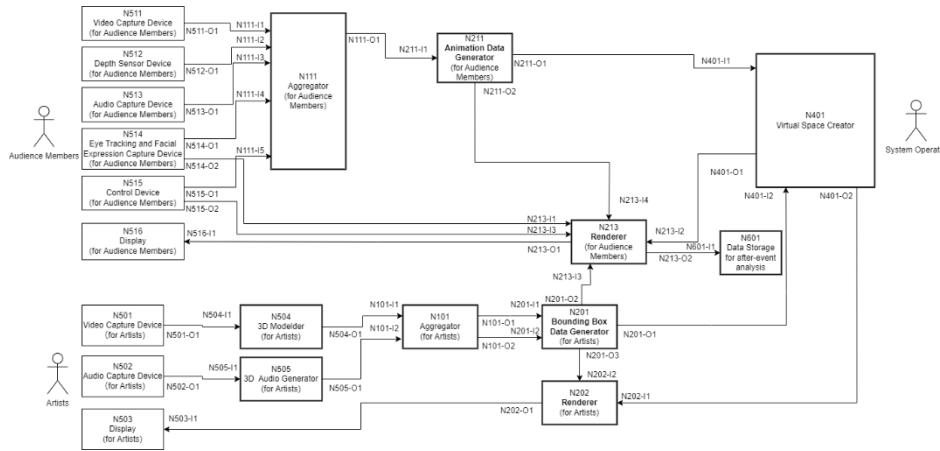 N511
Video Capture Device
(for Audience Members)
N511-O1
N111-I1
N111-I2
N512
Depth Sensor Device
(for Audience Members)
N512-O1
N111-I3
N513
Audio Capture Device
(for Audience Members)
N513-O1
N111-I4
N514
Eye Tracking and Facial
Expression Capture Device
(for Audience Members)
N514-O1
N514-O2
N111-I5
N515
Control Device
(for Audience Members)
N515-O1
N515-O2
N516
Display
(for Audience Members)
N516-I1
Audience Members
N111
Aggregator
(for Audience
Members)
N111-O1
N211-I1
N211
Animation Data
Generator
(for Audience
Members)
N211-O1
N211-O2
N401-I1
N401
Virtual Space Creator
N401-O1
N401-I2
N401-O2
System Operat
N213-I4
N213-I1
N213-I3
N213-O1
N213
Renderer
(for Audience
Members)
N213-I2
N213-O2
N213-I3
N601-I1
N601
Data Storage
for after-event
analysis
N501
Video Capture Device
(for Artists)
N501-O1
N504-I1
N504
3D Modelder
(for Artists)
N504-O1
N101-I1
N101-I2
N101
Aggregator
(for Artists)
N101-O1
N101-O2
N201-I1
N201-I2
N201-O2
N201
Bounding Box
Data Generator
(for Artists)
N201-O1
N201-O3
N502
Audio Capture Device
(for Artists)
N502-O1
N505-I1
N505
3D Audio Generator
(for Artists)
N505-O1
N202-I2
N202
Renderer
(for Artists)
N202-I1
N202-O1
N503
Display
(for Artists)
N503-I1
Artists